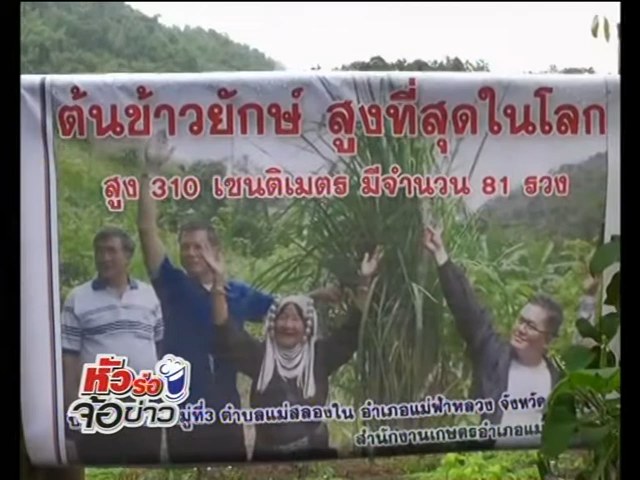 ต้นข้าวยักษ์ สูงที่สุดในโลก
สูง 310 เซนติเมตร มีจำนวน 81 รวง
หัวร่อ
จ้อข่าว
หมู่ที่3 ตำบลแม่สลองใน อำเภอแม่ฟ้าหลวง จังหวัด
สำนักงานเกษตรอำเภอแม่